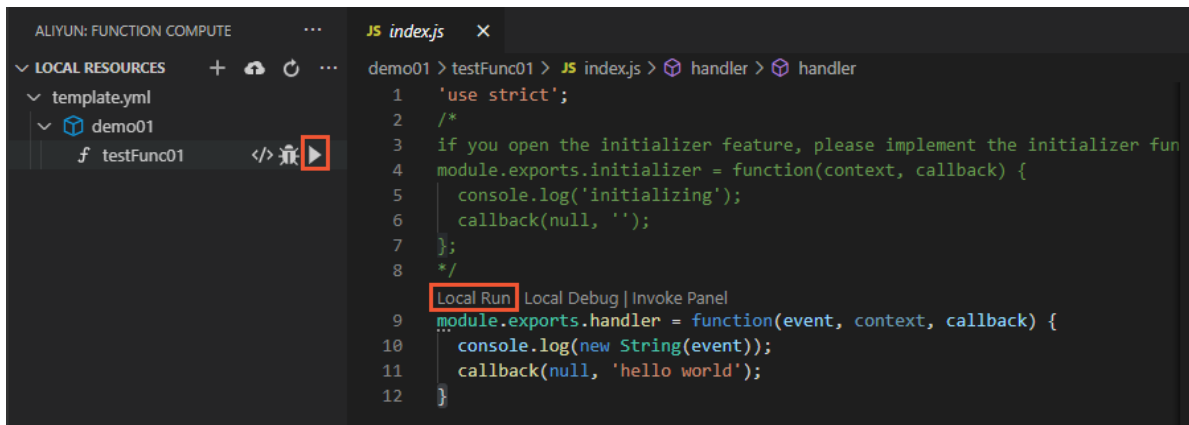 ALIYUN: FUNCTION COMPUTE ···
LOCAL RESOURCES
template.yml
demo01
f testFunc01 </>
JS index.js ×
demo01 > testFunc01 > JS index.js > handler > handler
1 'use strict';
2 /*
3 if you open the initializer feature, please implement the initializer fun
4 module.exports.initializer = function(context, callback) {
5 console.log('initializing');
6 callback(null, '');
7 };
8 */
Local Run | Local Debug | Invoke Panel
9 module.exports.handler = function(event, context, callback) {
10 console.log(new String(event));
11 callback(null, 'hello world');
12 }